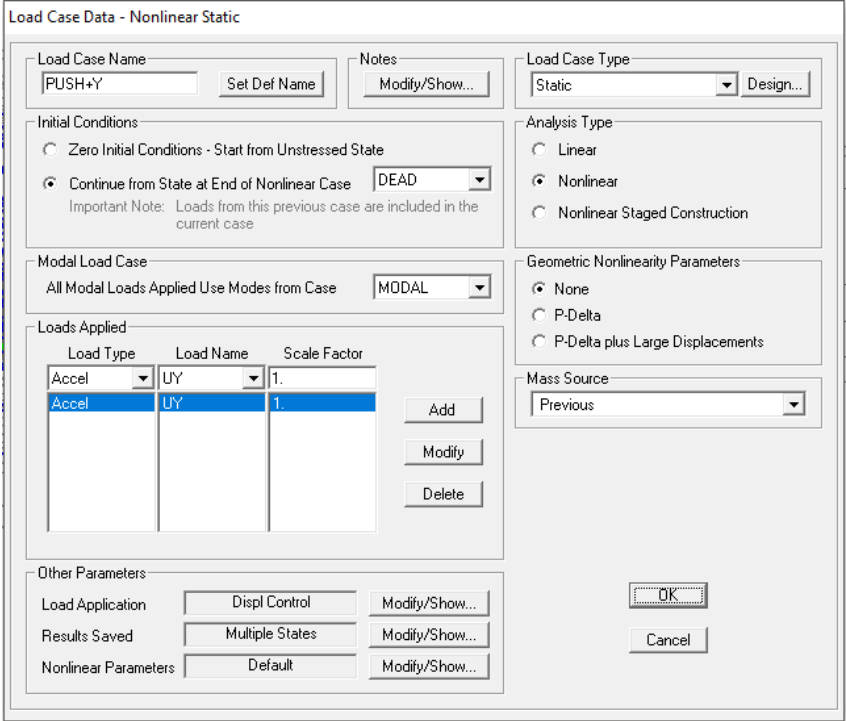 Load Case Data - Nonlinear Static
Load Case Name
PUSH+Y
Set Def Name
Notes
Modify/Show...
Load Case Type
Static
Design...
Initial Conditions
Zero Initial Conditions - Start from Unstressed State
Continue from State at End of Nonlinear Case
DEAD
Important Note: Loads from this previous case are included in the
current case
Analysis Type
Linear
Nonlinear
Nonlinear Staged Construction
Modal Load Case
All Modal Loads Applied Use Modes from Case
MODAL
Geometric Nonlinearity Parameters
None
P-Delta
P-Delta plus Large Displacements
Loads Applied
Load Type Load Name Scale Factor
Accel UY 1.
Accel UY 1.
Add
Modify
Delete
Mass Source
Previous
Other Parameters
Load Application Displ Control Modify/Show...
Results Saved Multiple States Modify/Show...
Nonlinear Parameters Default Modify/Show...
OK
Cancel